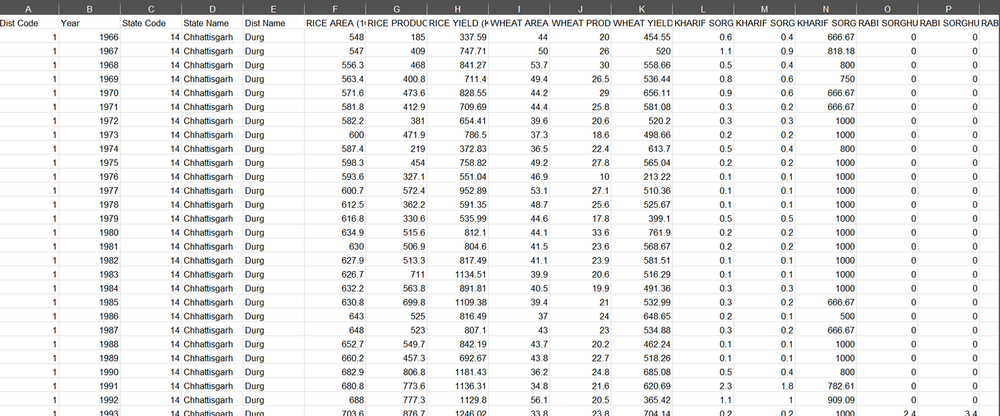 A B C D E F G H I J K L M N O P
Dist Code Year State Code State Name Dist Name RICE AREA (10 RICE PRODUC RICE YIELD (K WHEAT AREA WHEAT PROD WHEAT YIELD KHARIF SORG KHARIF SORG KHARIF SORG RABI SORGHU RABI SORGHU RAB
1 1966 14 Chhattisgarh Durg 548 185 337.59 44 20 454.55 0.6 0.4 666.67 0 0
1 1967 14 Chhattisgarh Durg 547 409 747.71 50 26 520 1.1 0.9 818.18 0 0
1 1968 14 Chhattisgarh Durg 556.3 468 841.27 53.7 30 558.66 0.5 0.4 800 0 0
1 1969 14 Chhattisgarh Durg 563.4 400.8 711.4 49.4 26.5 536.44 0.8 0.6 750 0 0
1 1970 14 Chhattisgarh Durg 571.6 473.6 828.55 44.2 29 656.11 0.9 0.6 666.67 0 0
1 1971 14 Chhattisgarh Durg 581.8 412.9 709.69 44.4 25.8 581.08 0.3 0.2 666.67 0 0
1 1972 14 Chhattisgarh Durg 582.2 381 654.41 39.6 20.6 520.2 0.3 0.3 1000 0 0
1 1973 14 Chhattisgarh Durg 600 471.9 786.5 37.3 18.6 498.66 0.2 0.2 1000 0 0
1 1974 14 Chhattisgarh Durg 587.4 219 372.83 36.5 22.4 613.7 0.5 0.4 800 0 0
1 1975 14 Chhattisgarh Durg 598.3 454 758.82 49.2 27.8 565.04 0.2 0.2 1000 0 0
1 1976 14 Chhattisgarh Durg 593.6 327.1 551.04 46.9 10 213.22 0.1 0.1 1000 0 0
1 1977 14 Chhattisgarh Durg 600.7 572.4 952.89 53.1 27.1 510.36 0.1 0.1 1000 0 0
1 1978 14 Chhattisgarh Durg 612.5 362.2 591.35 48.7 25.6 525.67 0.1 0.1 1000 0 0
1 1979 14 Chhattisgarh Durg 616.8 330.6 535.99 44.6 17.8 399.1 0.5 0.5 1000 0 0
1 1980 14 Chhattisgarh Durg 634.9 515.6 812.1 44.1 33.6 761.9 0.2 0.2 1000 0 0
1 1981 14 Chhattisgarh Durg 630 506.9 804.6 41.5 23.6 568.67 0.2 0.2 1000 0 0
1 1982 14 Chhattisgarh Durg 627.9 513.3 817.49 41.1 23.9 581.51 0.1 0.1 1000 0 0
1 1983 14 Chhattisgarh Durg 626.7 711 1134.51 39.9 20.6 516.29 0.1 0.1 1000 0 0
1 1984 14 Chhattisgarh Durg 632.2 563.8 891.81 40.5 19.9 491.36 0.3 0.3 1000 0 0
1 1985 14 Chhattisgarh Durg 630.8 699.8 1109.38 39.4 21 532.99 0.3 0.2 666.67 0 0
1 1986 14 Chhattisgarh Durg 643 525 816.49 37 24 648.65 0.2 0.1 500 0 0
1 1987 14 Chhattisgarh Durg 648 523 807.1 43 23 534.88 0.3 0.2 666.67 0 0
1 1988 14 Chhattisgarh Durg 652.7 549.7 842.19 43.7 20.2 462.24 0.1 0.1 1000 0 0
1 1989 14 Chhattisgarh Durg 660.2 457.3 692.67 43.8 22.7 518.26 0.1 0.1 1000 0 0
1 1990 14 Chhattisgarh Durg 682.9 806.8 1181.43 36.2 24.8 685.08 0.5 0.4 800 0 0
1 1991 14 Chhattisgarh Durg 680.8 773.6 1136.31 34.8 21.6 620.69 2.3 1.8 782.61 0 0
1 1992 14 Chhattisgarh Durg 688 777.3 1129.8 56.1 20.5 365.42 1.1 1 909.09 0 0
1 1993 14 Chhattisgarh Durg 703.6 876.7 1246.02 33.8 23.8 704.14 0.2 0.2 1000 2.4 3.4